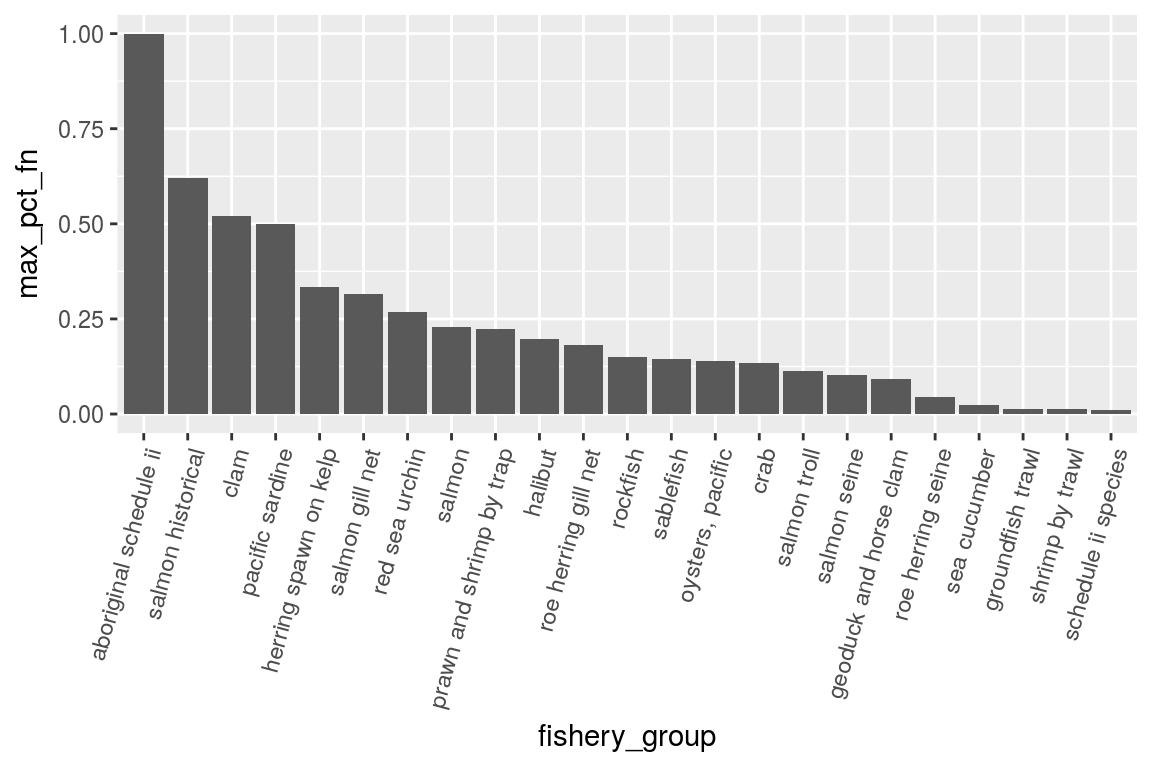 1.00
0.75
0.50
0.25
0.00
max_pct_fn
aboriginal schedule ii
salmon historical
clam
pacific sardine
herring spawn on kelp
salmon gill net
red sea urchin
salmon
prawn and shrimp by trap
halibut
roe herring gill net
rockfish
sablefish
oysters, pacific
crab
salmon troll
salmon seine
geoduck and horse clam
roe herring seine
sea cucumber
groundfish trawl
shrimp by trawl
schedule ii species
fishery_group